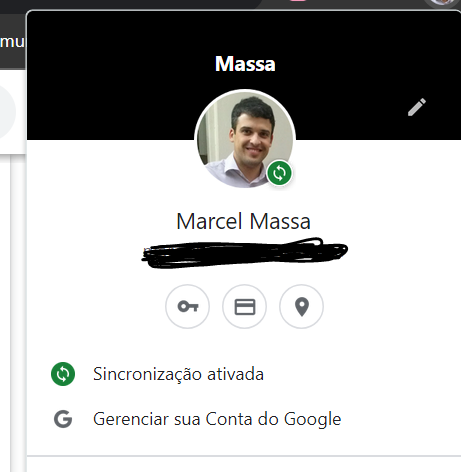 mu
Massa
Marcel Massa
Sincronização ativada
Gerenciar sua Conta do Google